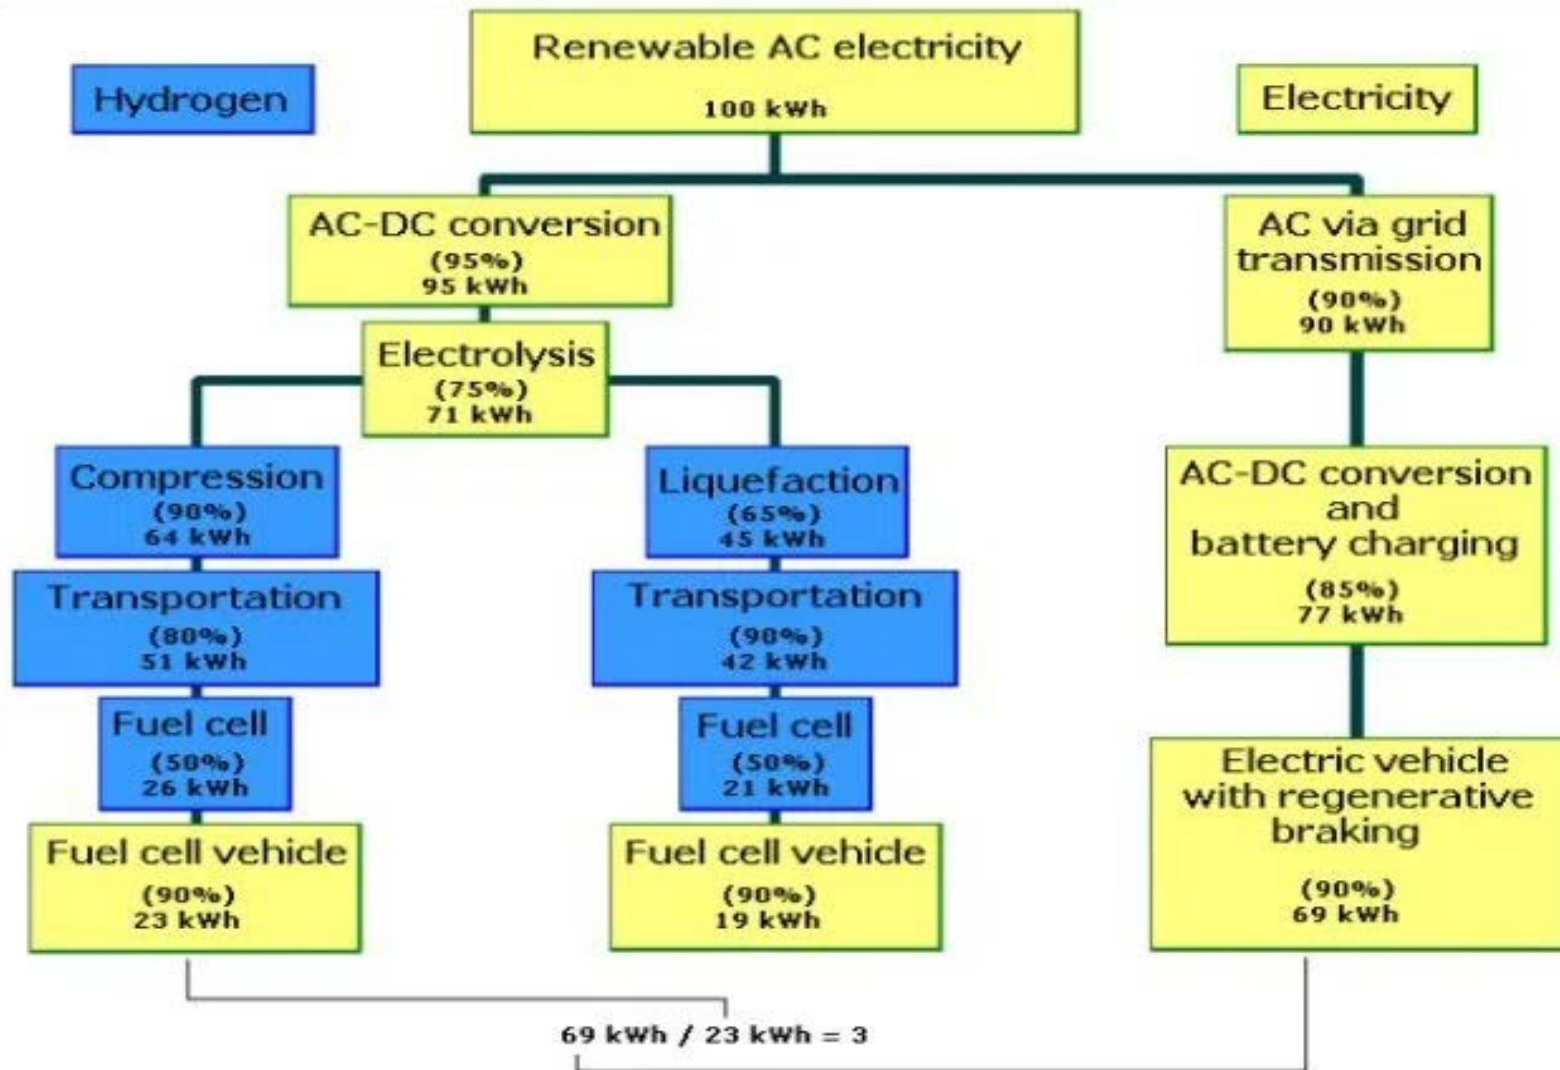 Renewable AC electricity
100 kWh
Hydrogen
Electricity
AC-DC conversion
(95%)
95 kWh
AC via grid
transmission
(90%)
90 kWh
Electrolysis
(75%)
71 kWh
Compression
(90%)
64 kWh
Liquefaction
(65%)
45 kWh
AC-DC conversion
and
battery charging
(85%)
77 kWh
Transportation
(80%)
51 kWh
Transportation
(90%)
42 kWh
Fuel cell
(50%)
26 kWh
Fuel cell
(50%)
21 kWh
Electric vehicle
with regenerative
braking
(90%)
69 kWh
Fuel cell vehicle
(90%)
23 kWh
Fuel cell vehicle
(90%)
19 kWh
69 kWh / 23 kWh = 3